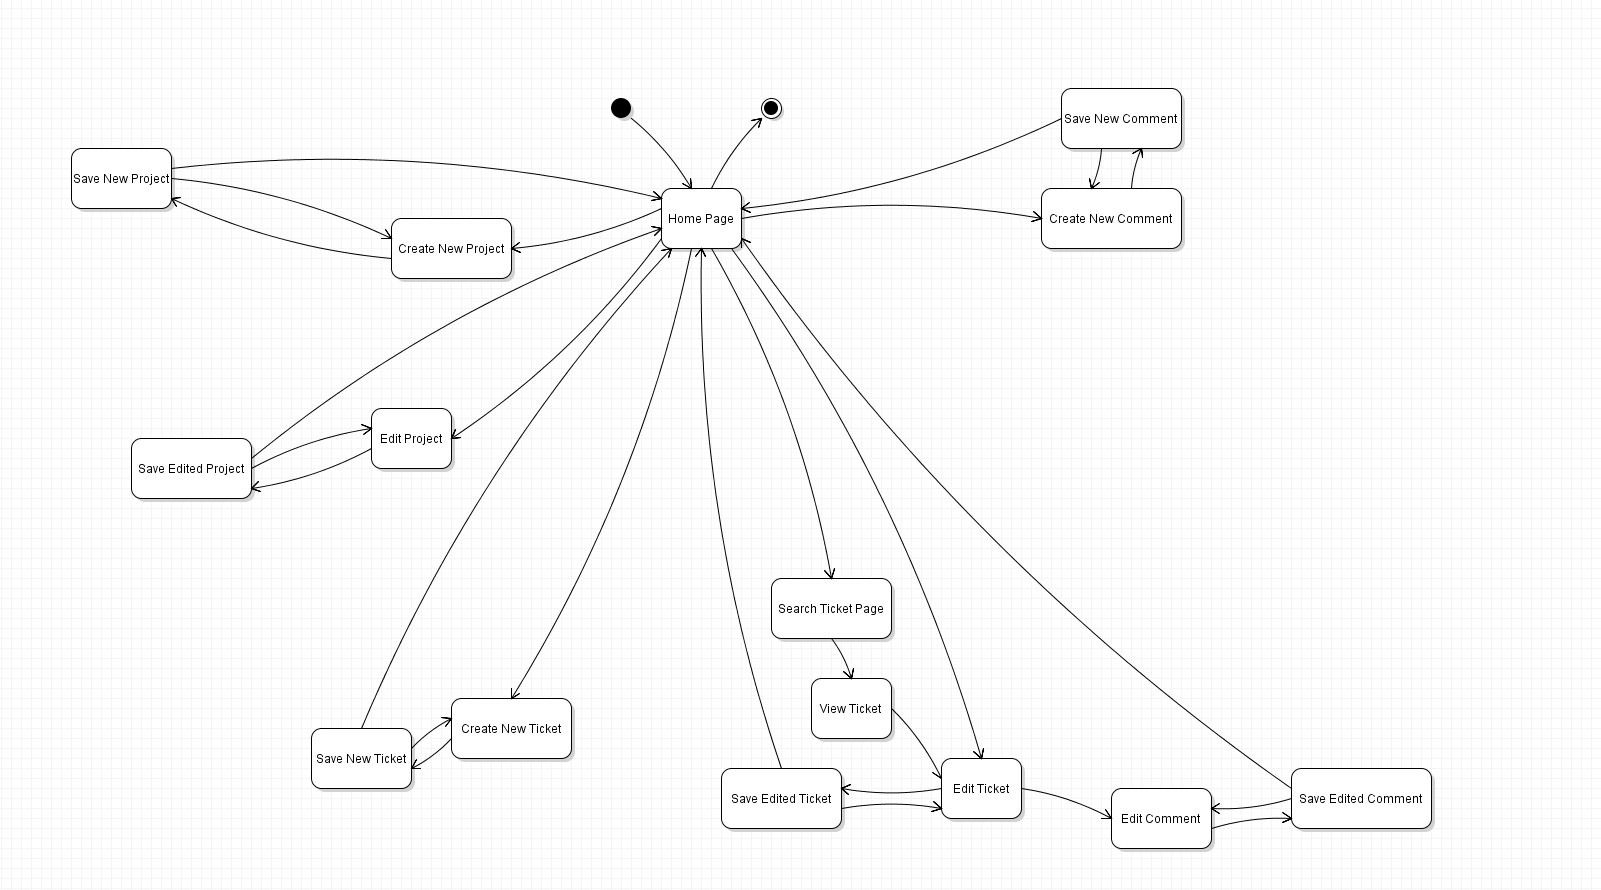 Save New Comment
Save New Project
Home Page
Create New Comment
Create New Project
Edit Project
Save Edited Project
Search Ticket Page
View Ticket
Create New Ticket
Save New Ticket
Edit Ticket
Save Edited Ticket
Save Edited Comment
Edit Comment